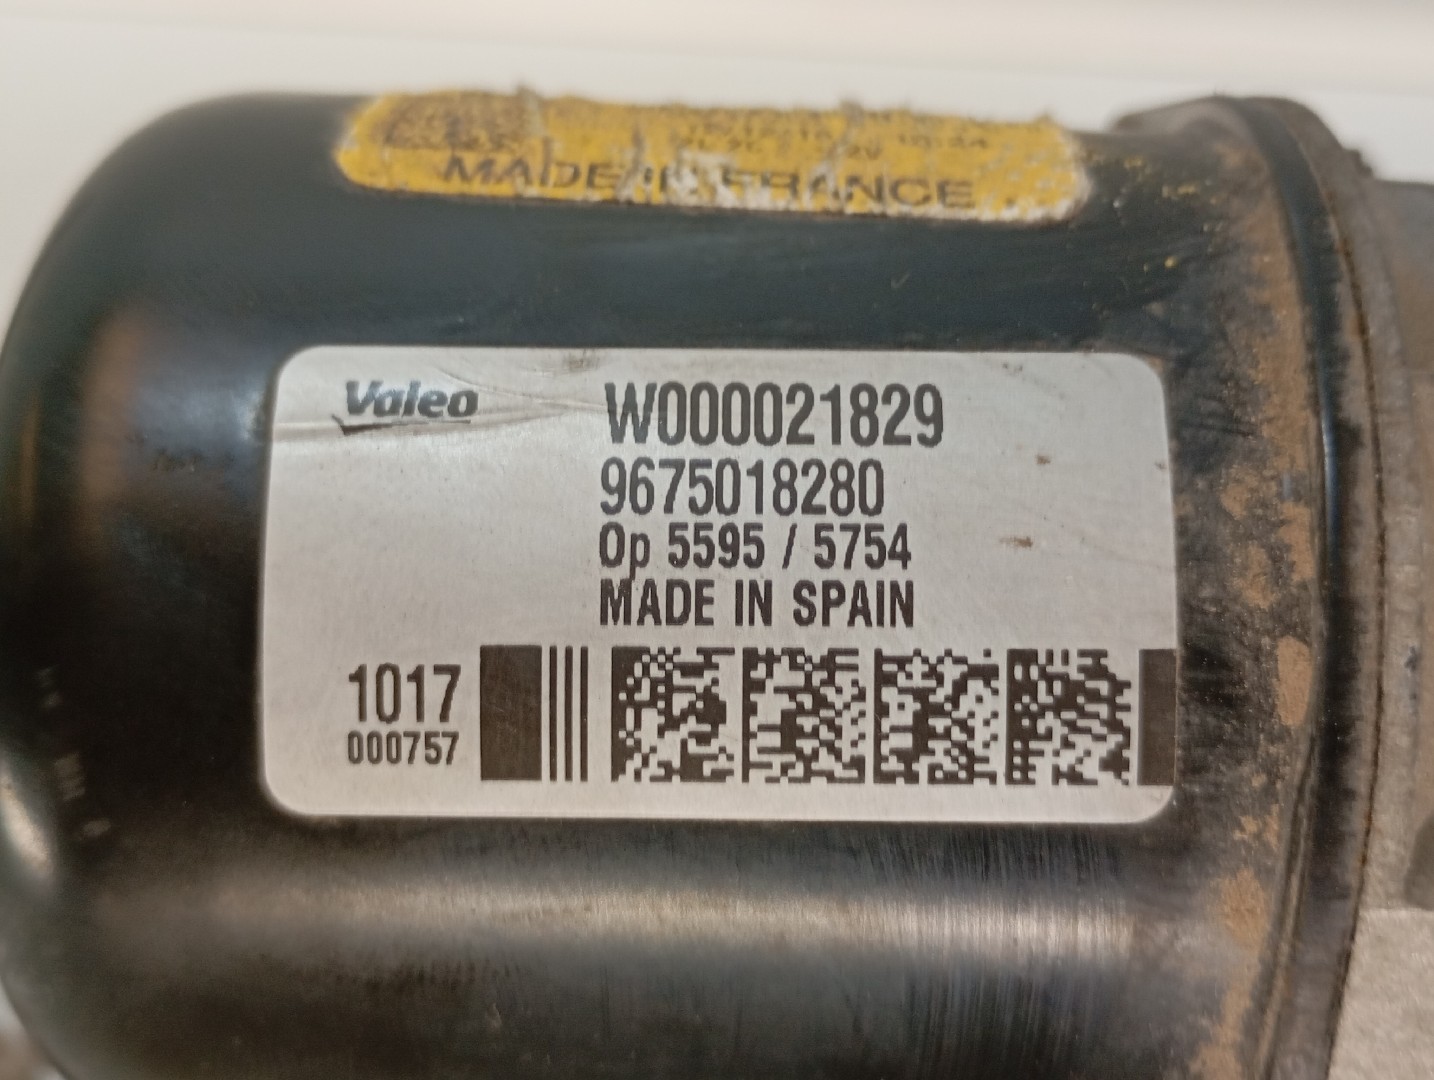 MADE IN FRANCE
Valeo
W000021829
9675018280
Op 5595 / 5754
MADE IN SPAIN
1017
000757